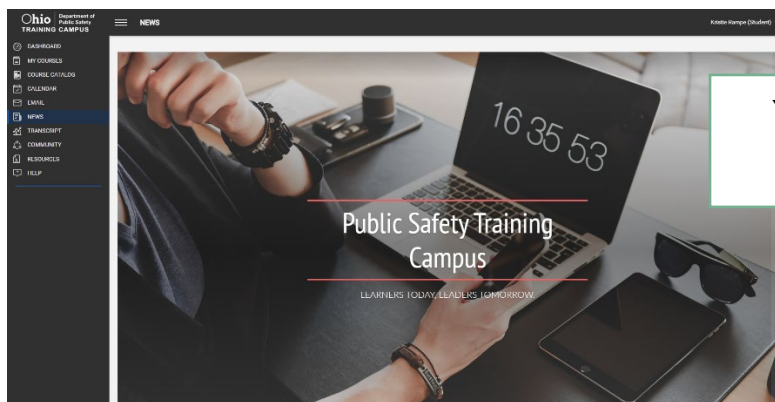 Ohio Department of
Public Safety
TRAINING CAMPUS
NEWS
Kristie Rampe (Student)
DASHBOARD
MY COURSES
COURSE CATALOG
CALENDAR
EMAIL
NEWS
TRANSCRIPT
COMMUNITY
RESOURCES
HELP
16 35 53
Public Safety Training
Campus
LEARNERS TODAY, LEADERS TOMORROW.